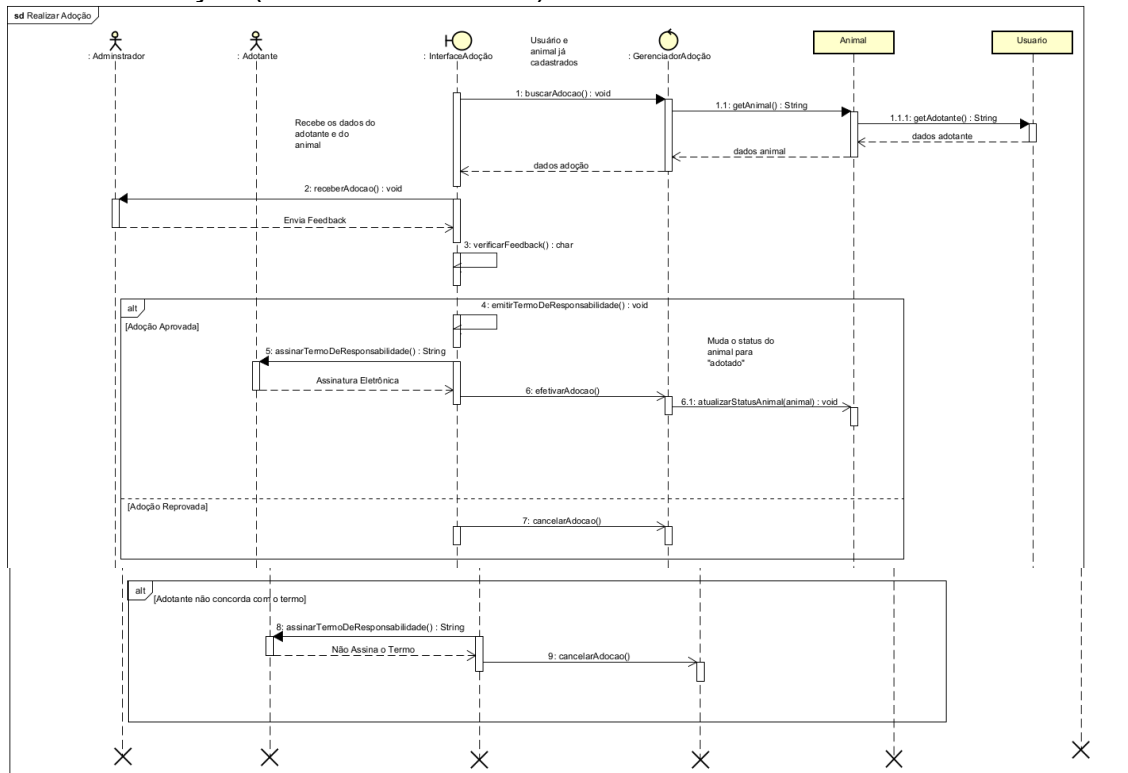 sd Realizar Adoção
: Adminstrador
: Adotante
: InterfaceAdoção
Usuário e
animal já
cadastrados
: GerenciadorAdoção
Animal
Usuario
1: buscarAdocao() : void
1.1: getAnimal() : String
1.1.1: getAdotante() : String
Recebe os dados do
adotante e do
animal
dados adotante
dados animal
dados adoção
2: receberAdocao() : void
Envia Feedback
3: verificarFeedback() : char
alt
4: emitirTermoDeResponsabilidade() : void
[Adoção Aprovada]
Muda o status do
animal para
"adotado"
5: assinarTermoDeResponsabilidade() : String
Assinatura Eletrônica
6: efetivarAdocao()
6.1: atualizarStatusAnimal(animal) : void
[Adoção Reprovada]
7: cancelarAdocao()
alt
[Adotante não concorda com o termo]
8: assinarTermoDeResponsabilidade() : String
Não Assina o Termo
9: cancelarAdocao()